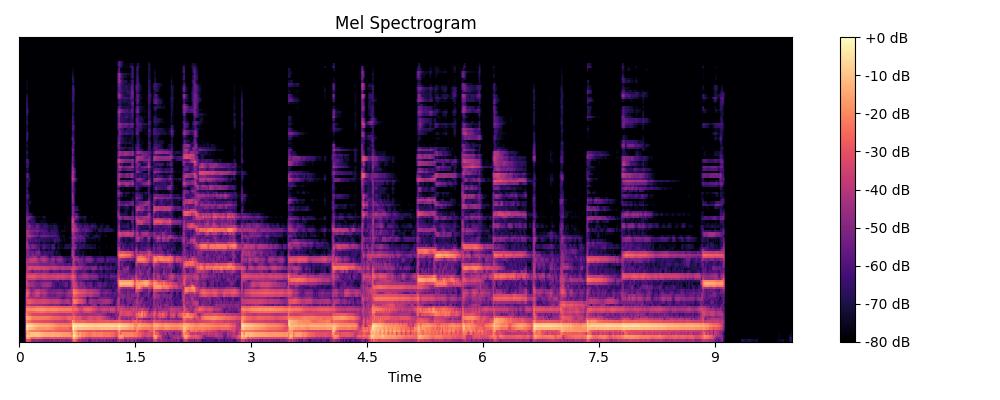 Mel Spectrogram
+0 dB
-10 dB
-20 dB
-30 dB
-40 dB
-50 dB
-60 dB
-70 dB
-80 dB
0 1.5 3 4.5 6 7.5 9
Time